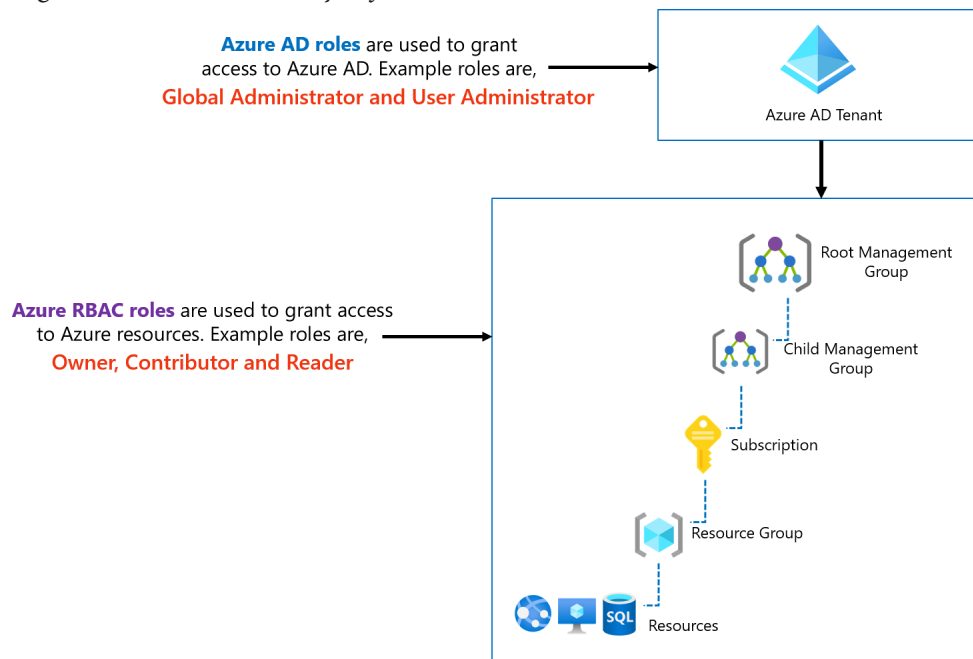 Azure AD roles are used to grant
access to Azure AD. Example roles are,
Global Administrator and User Administrator
Azure AD Tenant
Root Management
Group
Azure RBAC roles are used to grant access
to Azure resources. Example roles are,
Owner, Contributor and Reader
Child Management
Group
Subscription
Resource Group
SQL
Resources